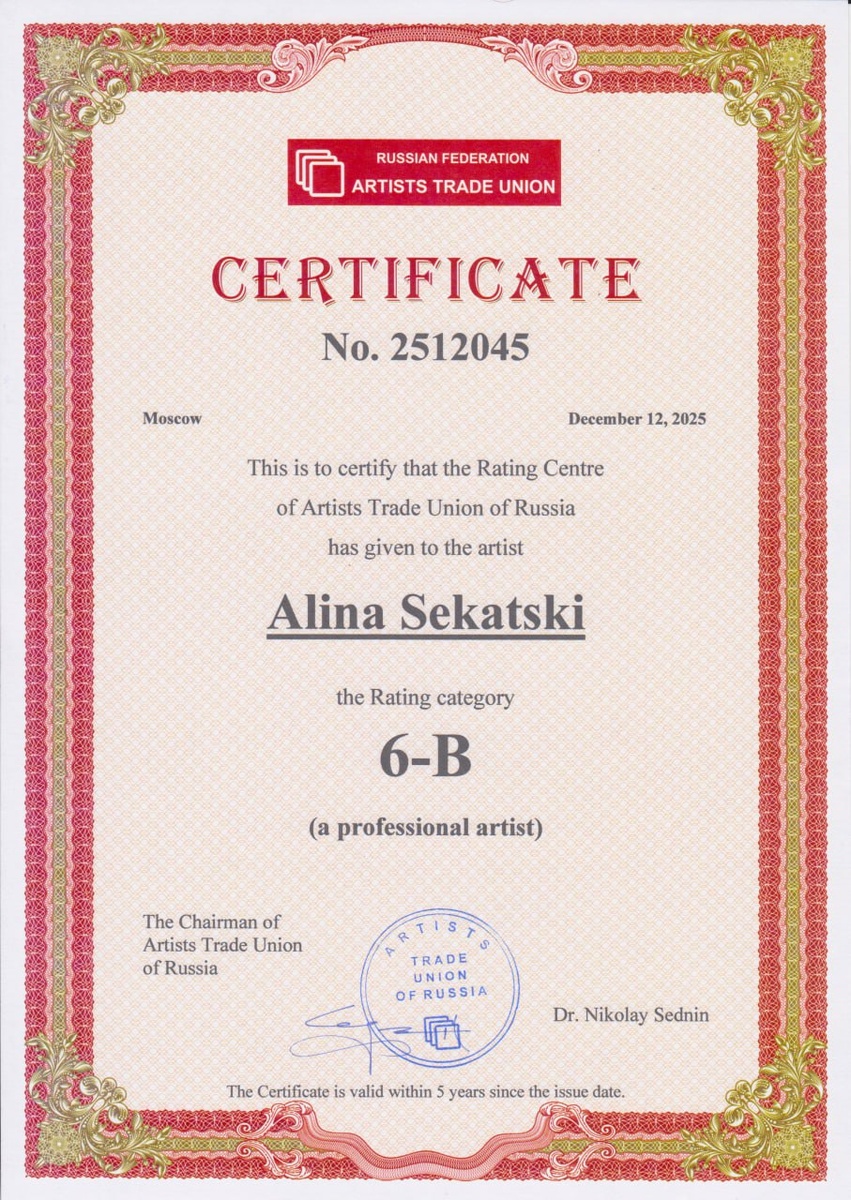 RUSSIAN FEDERATION
ARTISTS TRADE UNION
CERTIFICATE
No. 2512045
Moscow December 12, 2025
This is to certify that the Rating Centre
of Artists Trade Union of Russia
has given to the artist
Alina Sekatski
the Rating category
6-B
(a professional artist)
The Chairman of
Artists Trade Union
of Russia
ARTISTS
TRADE
UNION
OF RUSSIA
Dr. Nikolay Sednin
The Certificate is valid within 5 years since the issue date.